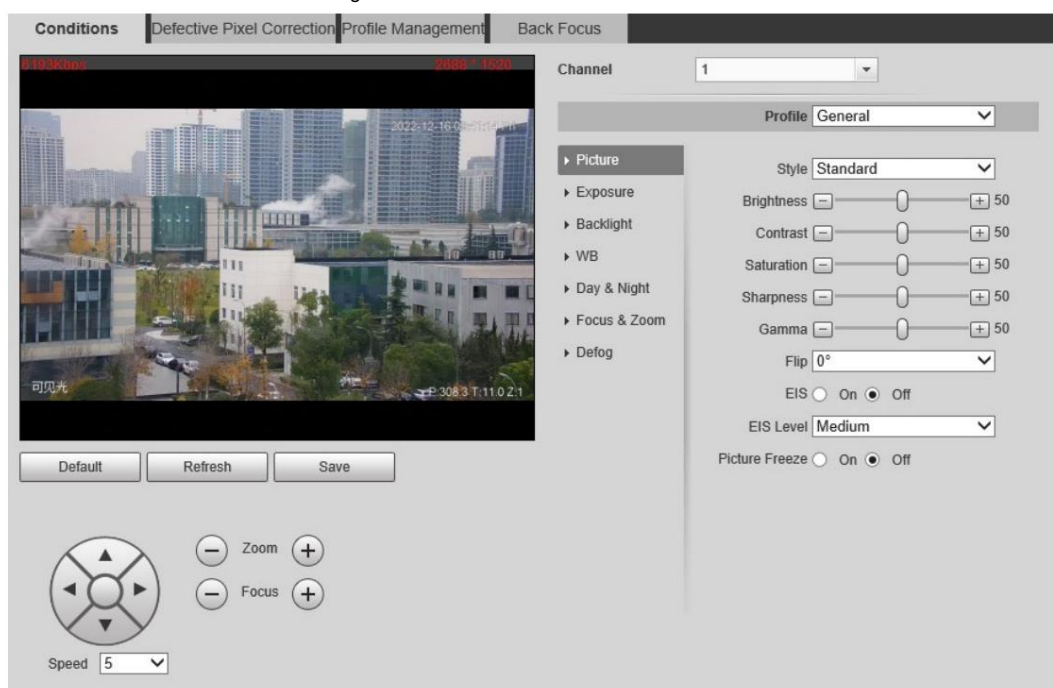 Conditions Defective Pixel Correction Profile Management Back Focus
6193Kbps 2688 * 1520
Channel 1
Profile General
2022-12-16
Picture
Exposure
Backlight
WB
Day & Night
Focus & Zoom
Defog
Style Standard
Brightness 50
Contrast 50
Saturation 50
Sharpness 50
Gamma 50
Flip 0°
EIS On Off
EIS Level Medium
Picture Freeze On Off
可见光 P:308.3 T:11.0 Z:1
Default Refresh Save
Zoom
Focus
Speed 5